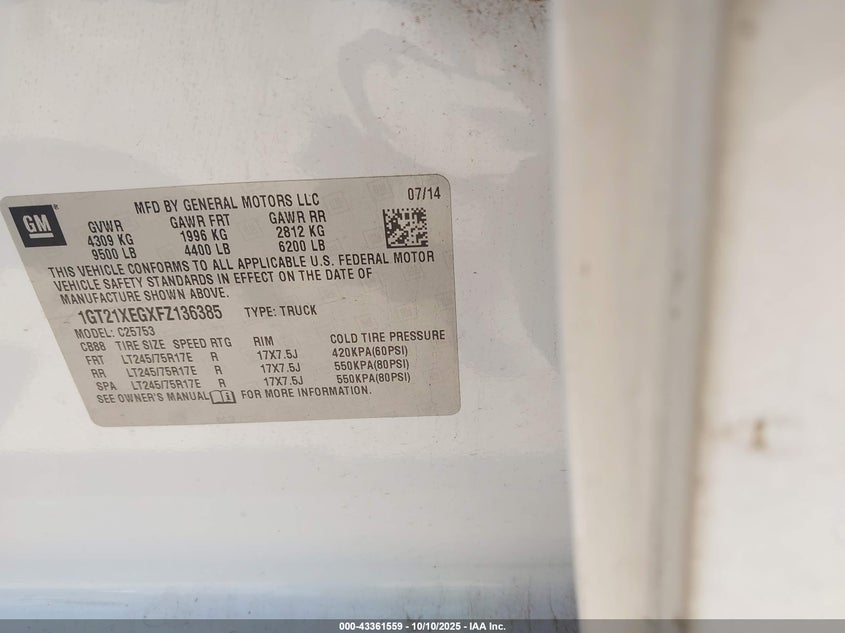 GM
MFD BY GENERAL MOTORS LLC 07/14
GVWR GAWR FRT GAWR RR
4309 KG 1996 KG 2812 KG
9500 LB 4400 LB 6200 LB
THIS VEHICLE CONFORMS TO ALL APPLICABLE U.S. FEDERAL MOTOR
VEHICLE SAFETY STANDARDS IN EFFECT ON THE DATE OF
MANUFACTURE SHOWN ABOVE.
1GT21XEGXFZ136385 TYPE: TRUCK
MODEL: C25753
C888 TIRE SIZE SPEED RTG RIM COLD TIRE PRESSURE
FRT LT245/75R17E R 17X7.5J 420KPA(60PSI)
RR LT245/75R17E R 17X7.5J 550KPA(80PSI)
SPA LT245/75R17E R 17X7.5J 550KPA(80PSI)
SEE OWNER'S MANUAL FOR MORE INFORMATION.
000-43361559 - 10/10/2025 - IAA Inc.